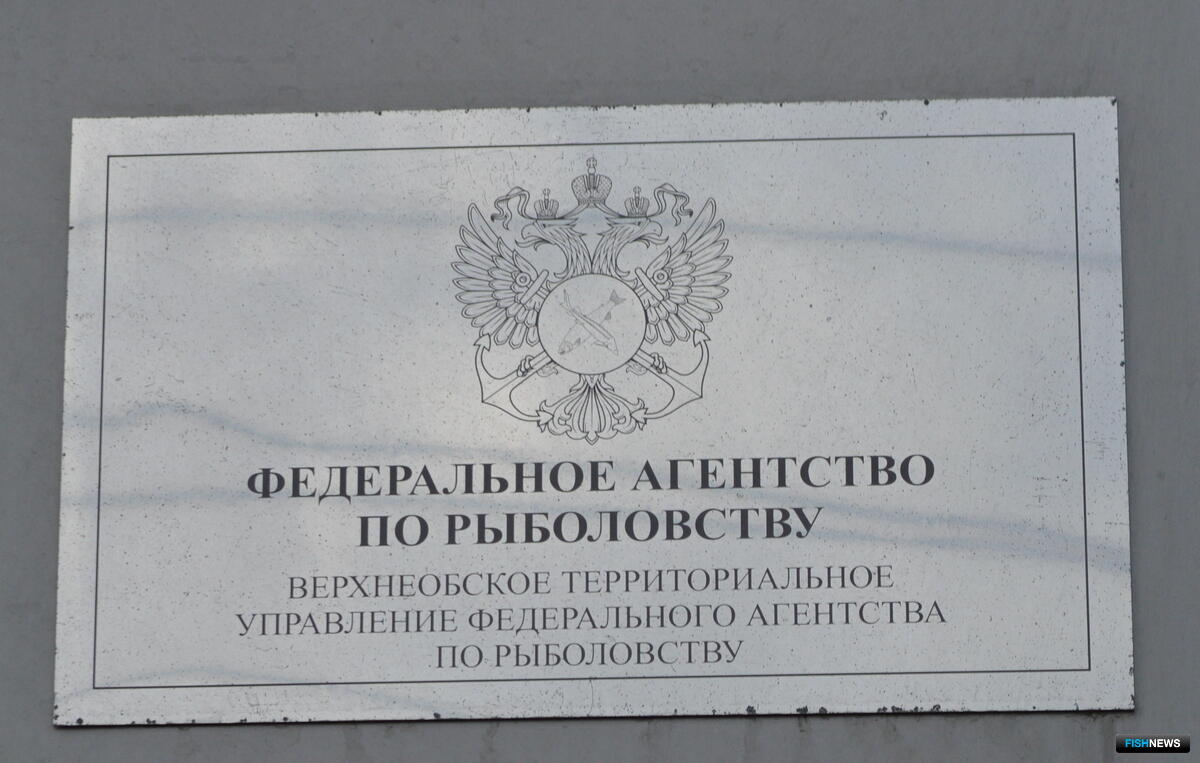 ФЕДЕРАЛЬНОЕ АГЕНТСТВО
ПО РЫБОЛОВСТВУ
ВЕРХНЕОБСКОЕ ТЕРРИТОРИАЛЬНОЕ
УПРАВЛЕНИЕ ФЕДЕРАЛЬНОГО АГЕНТСТВА
ПО РЫБОЛОВСТВУ
FISHNEWS